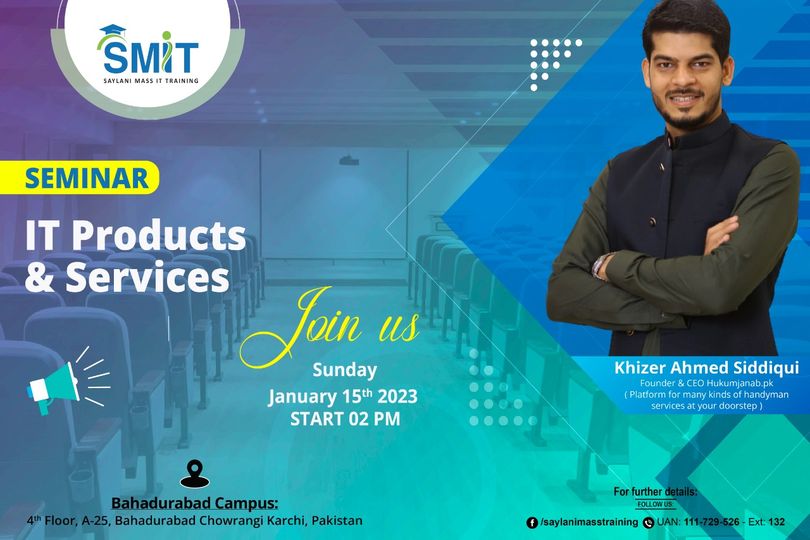 SMiT
SAYLANI MASS IT TRAINING
SEMINAR
IT Products
& Services
Join us
Sunday
January 15th 2023
START 02 PM
Khizer Ahmed Siddiqui
Founder & CEO Hukumjanab.pk
( Platform for many kinds of handyman
services at your doorstep )
Bahadurabad Campus:
4th Floor, A-25, Bahadurabad Chowrangi Karchi, Pakistan
For further details:
FOLLOW US:
/saylanimasstraining UAN: 111-729-526 - Ext: 132